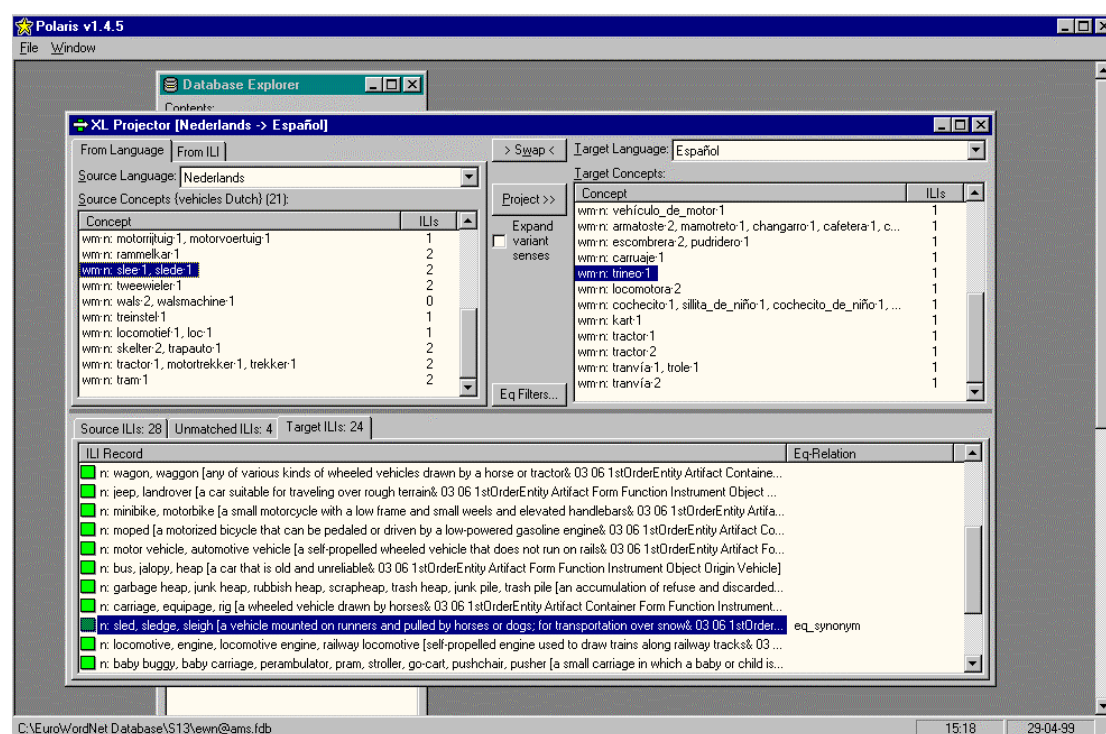 Polaris v1.4.5
File Window
Database Explorer
Contents:
XL Projector [Nederlands -> Español]
From Language From ILI
> Swap <
Target Language: Español
Source Language: Nederlands
Target Concepts:
Source Concepts {vehicles Dutch} (21):
Project >>
Concept ILIs
wm-n: motorrijtuig-1, motorvoertuig-1 1
wm-n: rammelkar-1 2
wm-n: slee-1, slede-1 2
wm-n: tweewieler-1 2
wm-n: wals-2, walsmachine-1 0
wm-n: treinstel-1 1
wm-n: locomotief-1, loc-1 1
wm-n: skelter-2, trapauto-1 2
wm-n: tractor-1, motortrekker-1, trekker-1 2
wm-n: tram-1 2
Expand
variant
senses
Eq Filters...
Concept ILIs
wm-n: vehículo_de_motor-1 1
wm-n: armatoste-2, mamotreto-1, changarro-1, cafetera-1, c... 1
wm-n: escombrera-2, pudridero-1 1
wm-n: carruaje-1 1
wm-n: trineo-1 1
wm-n: locomotora-2 1
wm-n: cochecito-1, sillita_de_niño-1, cochecito_de_niño-1, ... 1
wm-n: kart-1 1
wm-n: tractor-1 1
wm-n: tractor-2 1
wm-n: tranvía-1, trole-1 1
wm-n: tranvía-2 1
Source ILIs: 28 Unmatched ILIs: 4 Target ILIs: 24
ILI Record Eq-Relation
n: wagon, waggon [any of various kinds of wheeled vehicles drawn by a horse or tractor& 03 06 1stOrderEntity Artifact Containe...
n: jeep, landrover [a car suitable for traveling over rough terrain& 03 06 1stOrderEntity Artifact Form Function Instrument Object ...
n: minibike, motorbike [a small motorcycle with a low frame and small weels and elevated handlebars& 03 06 1stOrderEntity Artifa...
n: moped [a motorized bicycle that can be pedaled or driven by a low-powered gasoline engine& 03 06 1stOrderEntity Artifact Co...
n: motor vehicle, automotive vehicle [a self-propelled wheeled vehicle that does not run on rails& 03 06 1stOrderEntity Artifact Fo...
n: bus, jalopy, heap [a car that is old and unreliable& 03 06 1stOrderEntity Artifact Form Function Instrument Object Origin Vehicle]
n: garbage heap, junk heap, rubbish heap, scrapheap, trash heap, junk pile, trash pile [an accumulation of refuse and discarded...
n: carriage, equipage, rig [a wheeled vehicle drawn by horses& 03 06 1stOrderEntity Artifact Container Form Function Instrument...
n: sled, sledge, sleigh [a vehicle mounted on runners and pulled by horses or dogs; for transportation over snow& 03 06 1stOrder... eq_synonym
n: locomotive, engine, locomotive engine, railway locomotive [self-propelled engine used to draw trains along railway tracks& 03 ...
n: baby buggy, baby carriage, perambulator, pram, stroller, go-cart, pushchair, pusher [a small carriage in which a baby or child is...
C:\EuroWordNet Database\S13\ewn@ams.fdb 15:18 29-04-99